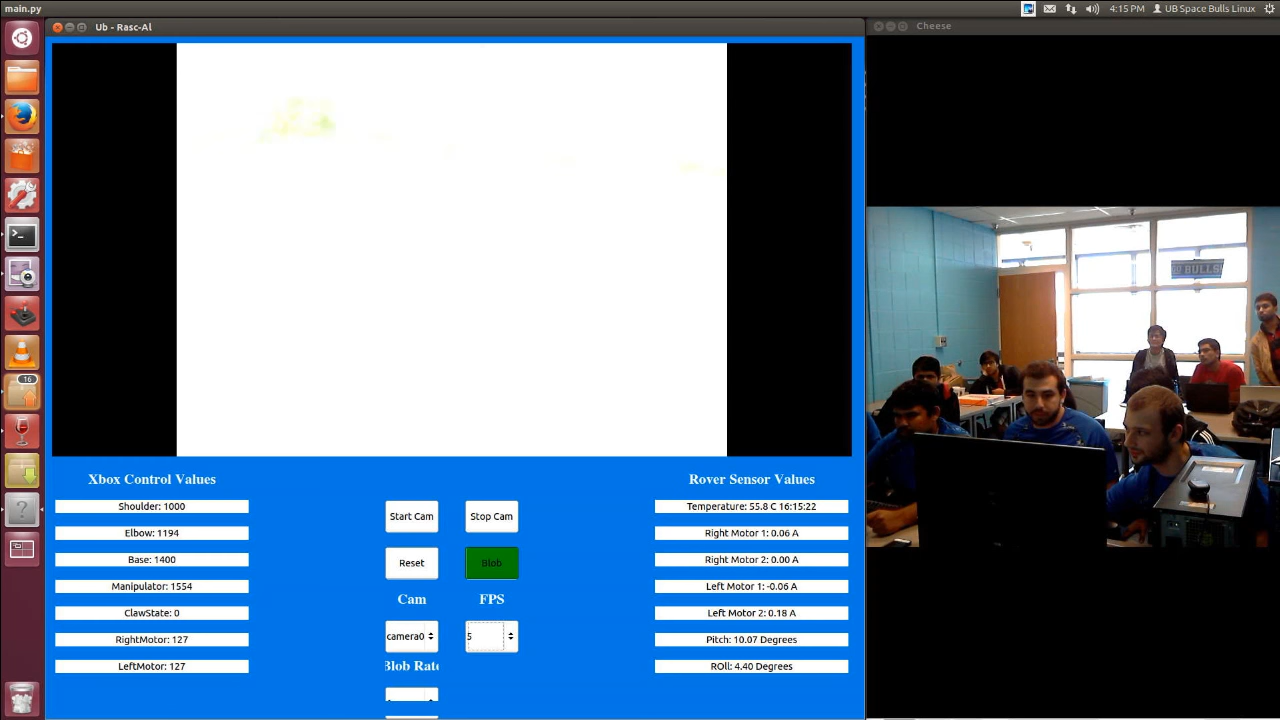 main.py
4:15 PM
UB Space Bulls Linux
Ub - Rasc-Al
Cheese
BULLS
16
Xbox Control Values
Shoulder: 1000
Elbow: 1194
Base: 1400
Manipulator: 1554
ClawState: 0
RightMotor: 127
LeftMotor: 127
Start Cam
Stop Cam
Reset
Blob
Cam
FPS
camera0
5
Blob Rate
Rover Sensor Values
Temperature: 55.8 C 16:15:22
Right Motor 1: 0.06 A
Right Motor 2: 0.00 A
Left Motor 1: -0.06 A
Left Motor 2: 0.18 A
Pitch: 10.07 Degrees
ROll: 4.40 Degrees